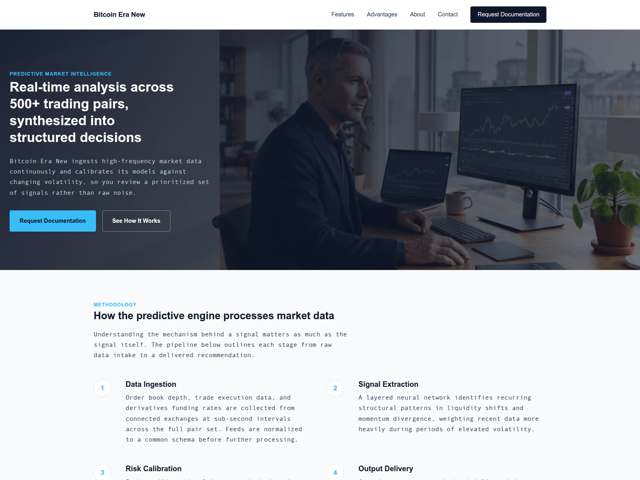 Bitcoin Era New
Features Advantages About Contact Request Documentation
PREDICTIVE MARKET INTELLIGENCE
Real-time analysis across
500+ trading pairs,
synthesized into
structured decisions
Bitcoin Era New ingests high-frequency market data
continuously and calibrates its models against
changing volatility, so you review a prioritized set
of signals rather than raw noise.
Request Documentation See How It Works
METHODOLOGY
How the predictive engine processes market data
Understanding the mechanism behind a signal matters as much as the
signal itself. The pipeline below outlines each stage from raw
data intake to a delivered recommendation.
1
Data Ingestion
Order book depth, trade execution data, and
derivatives funding rates are collected from
connected exchanges at sub-second intervals
across the full pair set. Feeds are normalized
to a common schema before further processing.
2
Signal Extraction
A layered neural network identifies recurring
structural patterns in liquidity shifts and
momentum divergence, weighting recent data more
heavily during periods of elevated volatility.
3
Risk Calibration
4
Output Delivery